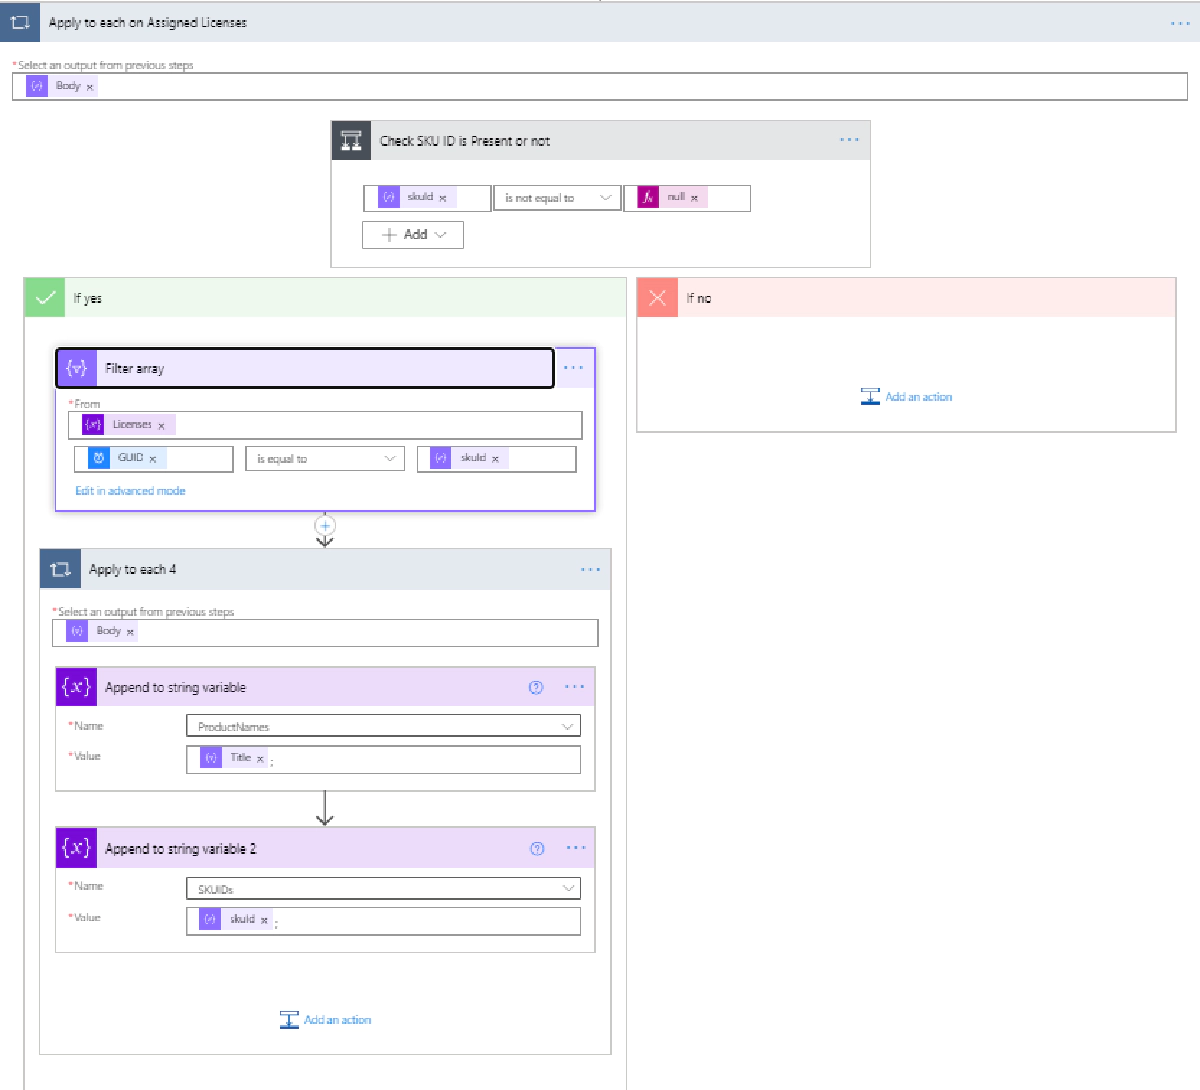 Apply to each on Assigned Licenses ...
*Select an output from previous steps
Body x
Check SKU ID is Present or not ...
skuId x is not equal to null x
+ Add
If yes
If no
Filter array ...
*From
Licenses x
GUID x is equal to skuId x
Edit in advanced mode
Add an action
Apply to each 4 ...
*Select an output from previous steps
Body x
{x} Append to string variable ? ...
*Name ProductNames
*Value Title x ;
{x} Append to string variable 2 ? ...
*Name SKUIDs
*Value skuId x ;
Add an action